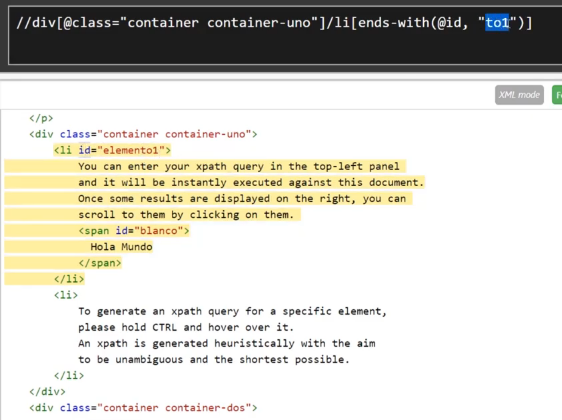 //div[@class="container container-uno"]/li[ends-with(@id, "to1")]
XML mode
</p>
<div class="container container-uno">
<li id="elemento1">
You can enter your xpath query in the top-left panel
and it will be instantly executed against this document.
Once some results are displayed on the right, you can
scroll to them by clicking on them.
<span id="blanco">
Hola Mundo
</span>
</li>
<li>
To generate an xpath query for a specific element,
please hold CTRL and hover over it.
An xpath is generated heuristically with the aim
to be unambiguous and the shortest possible.
</li>
</div>
<div class="container container-dos">